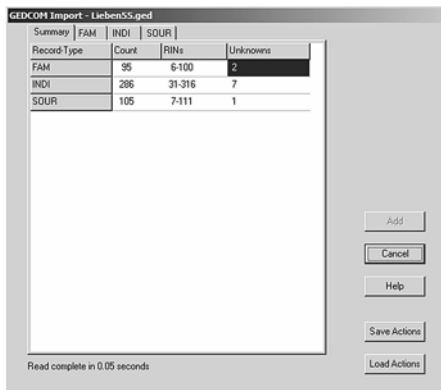 GEDCOM Import - Lieben55.ged
Summary FAM INDI SOUR
Record-Type Count RINs Unknowns
FAM 95 6-100 2
INDI 286 31-316 7
SOUR 105 7-111 1
Add
Cancel
Help
Save Actions
Read complete in 0.05 seconds
Load Actions